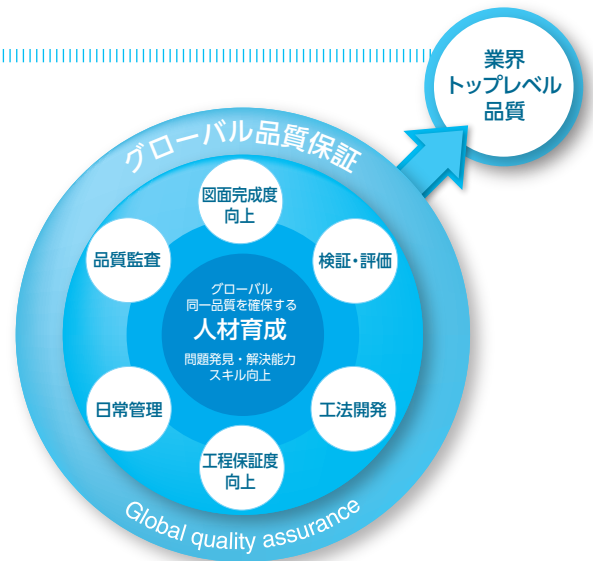 業界
トップレベル
品質
グローバル品質保証
図面完成度
向上
品質監査
検証・評価
グローバル
同一品質を確保する
人材育成
問題発見・解決能力
スキル向上
日常管理
工法開発
工程保証度
向上
Global quality assurance